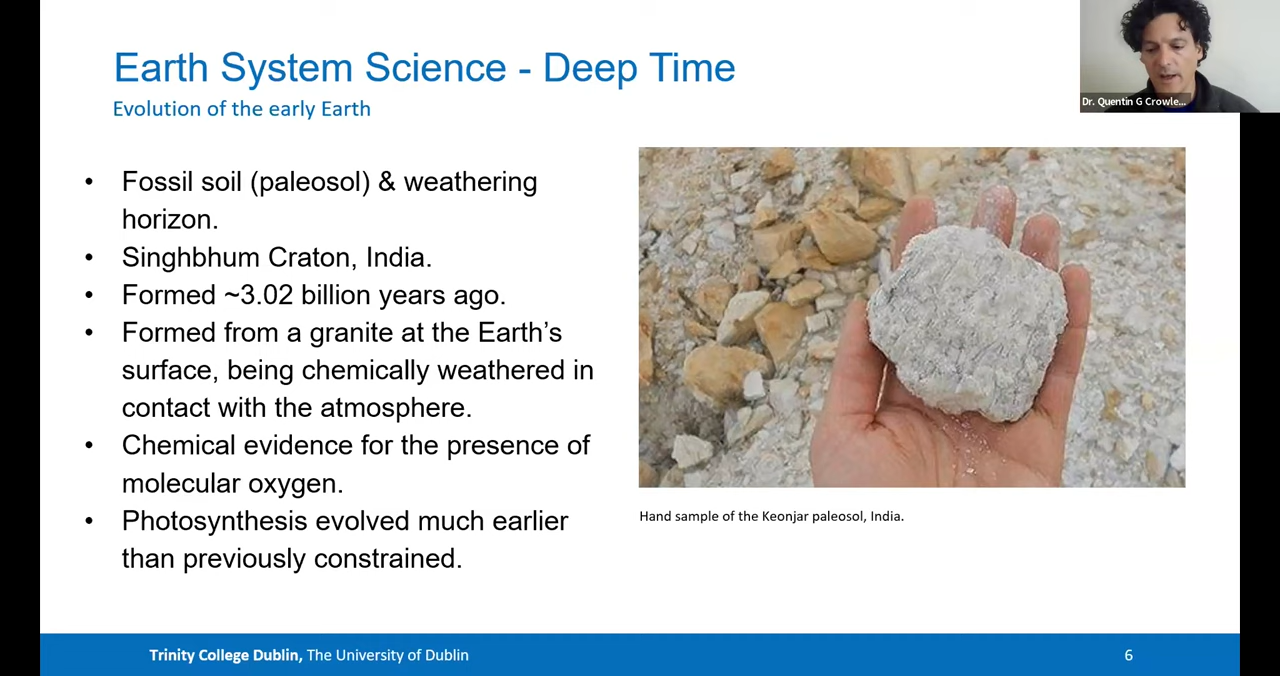 Earth System Science - Deep Time
Evolution of the early Earth
Dr. Quentin G Crowle...
• Fossil soil (paleosol) & weathering
horizon.
• Singhbhum Craton, India.
• Formed ~3.02 billion years ago.
• Formed from a granite at the Earth's
surface, being chemically weathered in
contact with the atmosphere.
• Chemical evidence for the presence of
molecular oxygen.
• Photosynthesis evolved much earlier
than previously constrained.
Hand sample of the Keonjar paleosol, India.
Trinity College Dublin, The University of Dublin
6